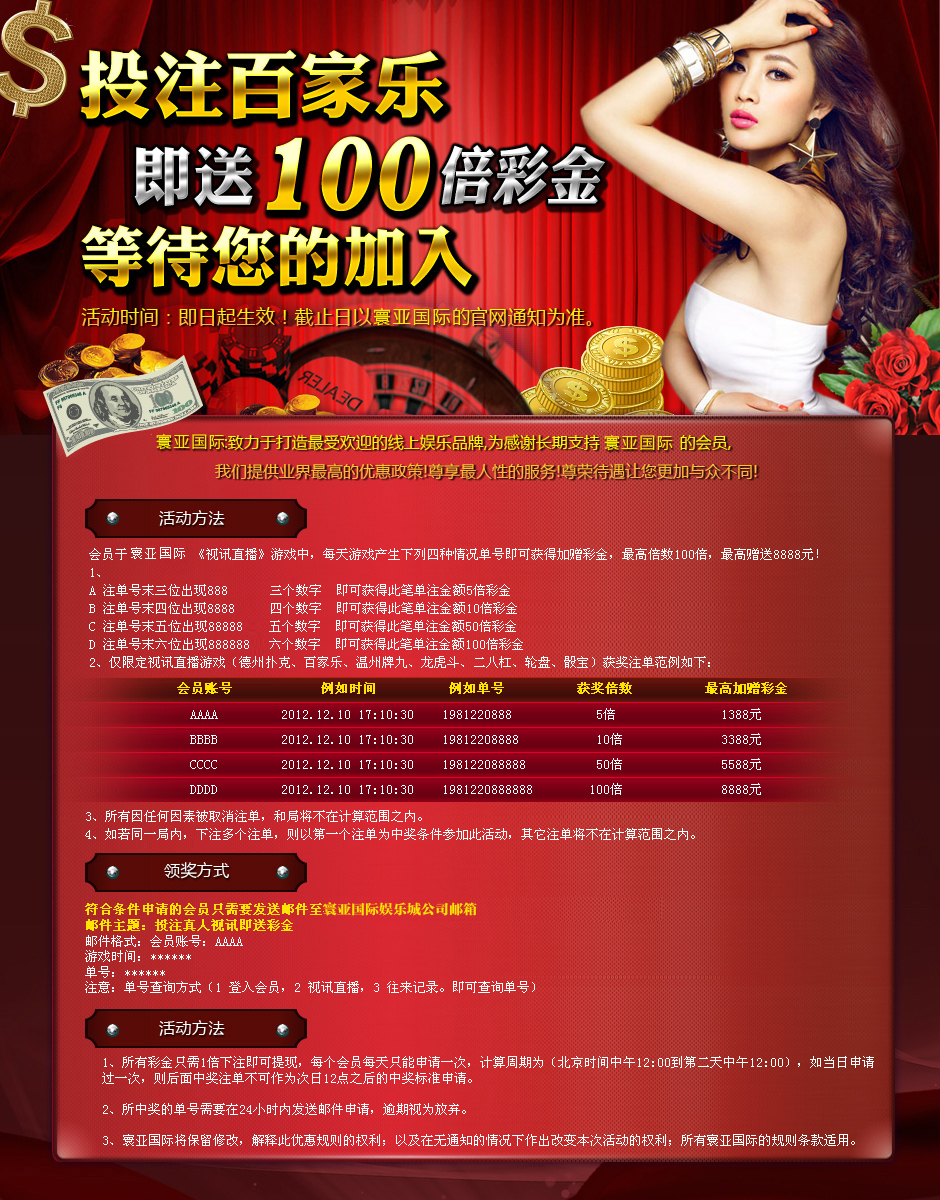 投注百家乐
即送100倍彩金
等待您的加入
活动时间：即日起生效！截止日以寰亚国际的官网通知为准。
DEALER
寰亚国际:致力于打造最受欢迎的线上娱乐品牌,为感谢长期支持 寰亚国际 的会员,
我们提供业界最高的优惠政策!尊享最人性的服务!尊荣待遇让您更加与众不同!
活动方法
会员于寰亚国际 《视讯直播》游戏中，每天游戏产生下列四种情况单号即可获得加赠彩金，最高倍数100倍，最高赠送8888元！
1、
A 注单号末三位出现888 三个数字 即可获得此笔单注金额5倍彩金
B 注单号末四位出现8888 四个数字 即可获得此笔单注金额10倍彩金
C 注单号末五位出现88888 五个数字 即可获得此笔单注金额50倍彩金
D 注单号末六位出现888888 六个数字 即可获得此笔单注金额100倍彩金
2、仅限定视讯直播游戏（德州扑克、百家乐、温州牌九、龙虎斗、二八杠、轮盘、骰宝）获奖注单范例如下：
会员账号 例如时间 例如单号 获奖倍数 最高加赠彩金
AAAA 2012.12.10 17:10:30 1981220888 5倍 1388元
BBBB 2012.12.10 17:10:30 19812208888 10倍 3388元
CCCC 2012.12.10 17:10:30 198122088888 50倍 5588元
DDDD 2012.12.10 17:10:30 1981220888888 100倍 8888元
3、所有因任何因素被取消注单，和局将不在计算范围之内。
4、如若同一局内，下注多个注单，则以第一个注单为中奖条件参加此活动，其它注单将不在计算范围之内。
领奖方式
符合条件申请的会员只需要发送邮件至寰亚国际娱乐城公司邮箱
邮件主题：投注真人视讯即送彩金
邮件格式：会员账号：AAAA
游戏时间：******
单号：******
注意：单号查询方式（1 登入会员，2 视讯直播，3 往来记录。即可查询单号）
活动方法
1、所有彩金只需1倍下注即可提现，每个会员每天只能申请一次，计算周期为（北京时间中午12:00到第二天中午12:00），如当日申请
过一次，则后面中奖注单不可作为次日12点之后的中奖标准申请。
2、所中奖的单号需要在24小时内发送邮件申请，逾期视为放弃。
3、寰亚国际将保留修改，解释此优惠规则的权利；以及在无通知的情况下作出改变本次活动的权利；所有寰亚国际的规则条款适用。